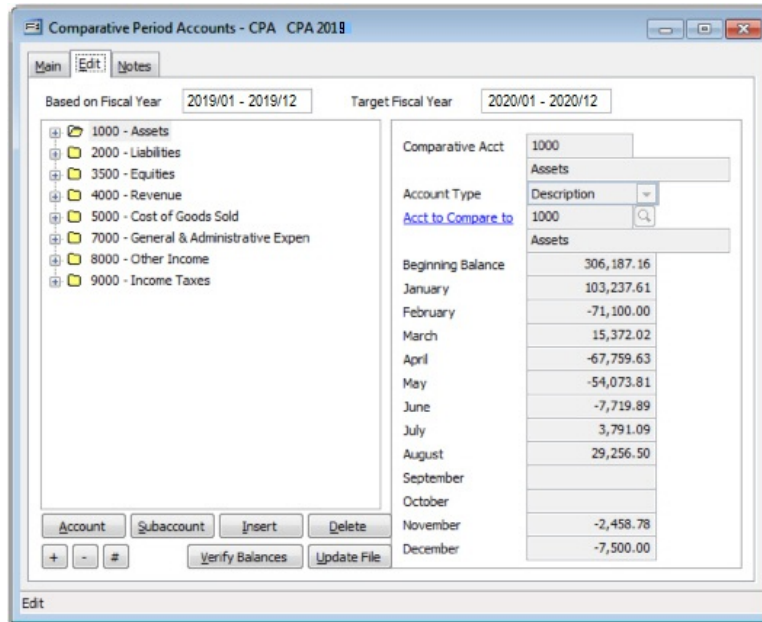 Comparative Period Accounts - CPA CPA 2019
Main Edit Notes
Based on Fiscal Year 2019/01 - 2019/12 Target Fiscal Year 2020/01 - 2020/12
1000 - Assets
2000 - Liabilities
3500 - Equities
4000 - Revenue
5000 - Cost of Goods Sold
7000 - General & Administrative Expen
8000 - Other Income
9000 - Income Taxes
Comparative Acct 1000
Assets
Account Type Description
Acct to Compare to 1000
Assets
Beginning Balance 306,187.16
January 103,237.61
February -71,100.00
March 15,372.02
April -67,759.63
May -54,073.81
June -7,719.89
July 3,791.09
August 29,256.50
September
October
November -2,458.78
December -7,500.00
Account Subaccount Insert Delete
+ - # Verify Balances Update File
Edit